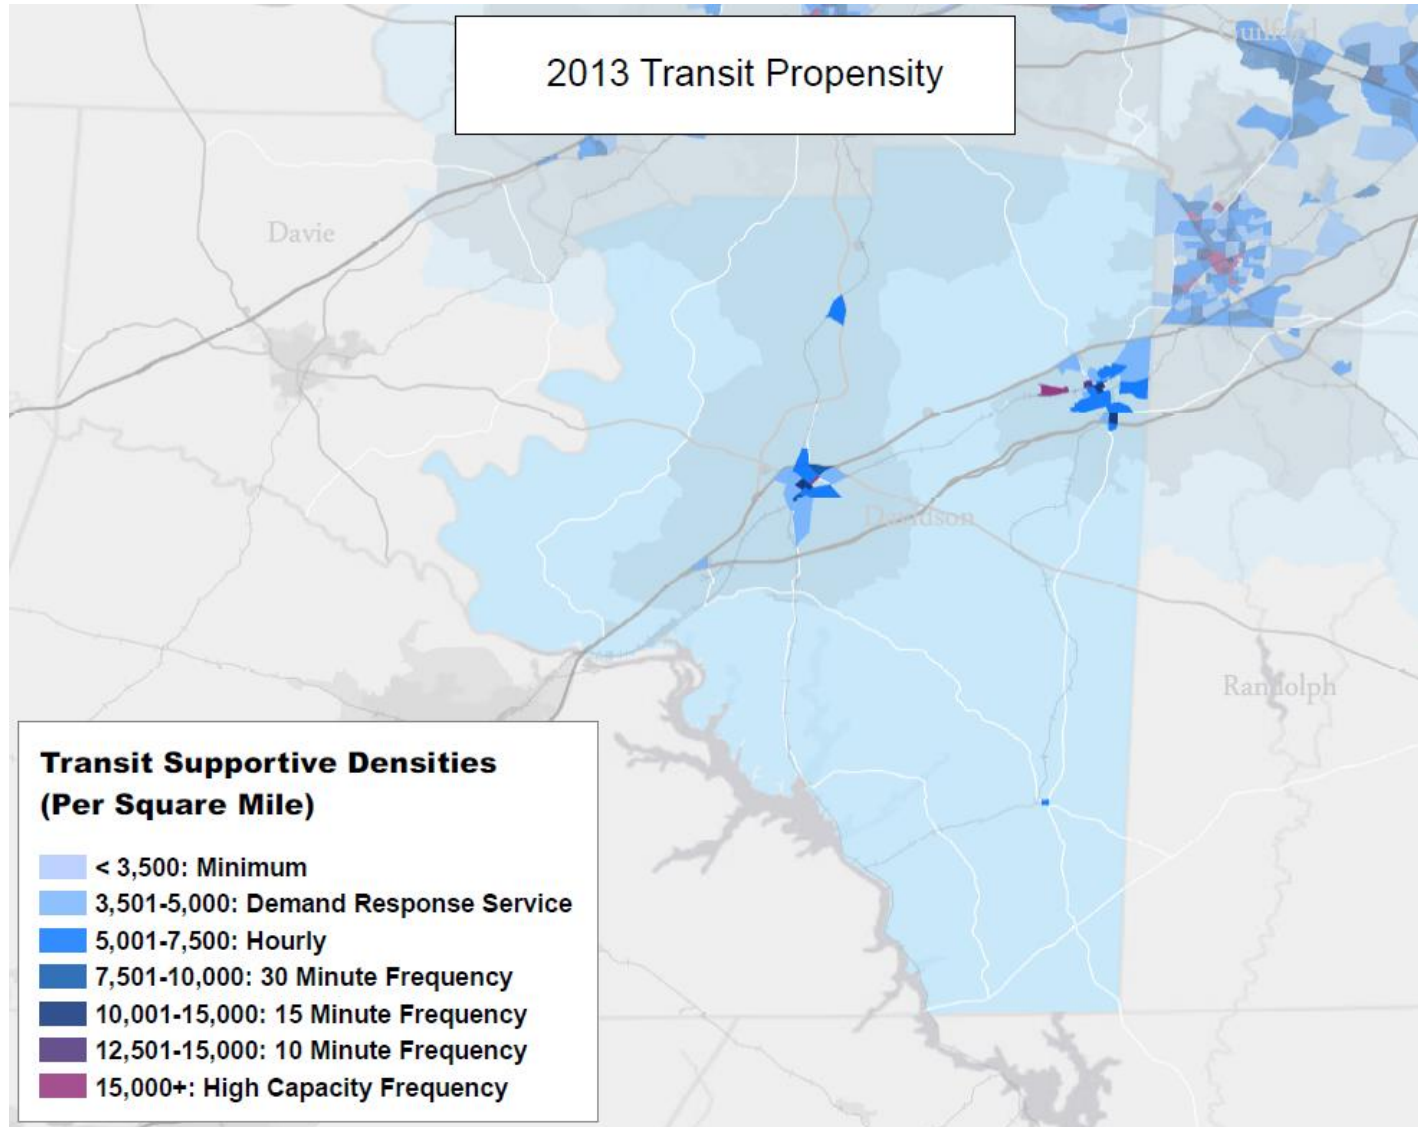 2013 Transit Propensity
Guilford
Davie
Davidson
Randolph
Transit Supportive Densities
(Per Square Mile)
< 3,500: Minimum
3,501-5,000: Demand Response Service
5,001-7,500: Hourly
7,501-10,000: 30 Minute Frequency
10,001-15,000: 15 Minute Frequency
12,501-15,000: 10 Minute Frequency
15,000+: High Capacity Frequency